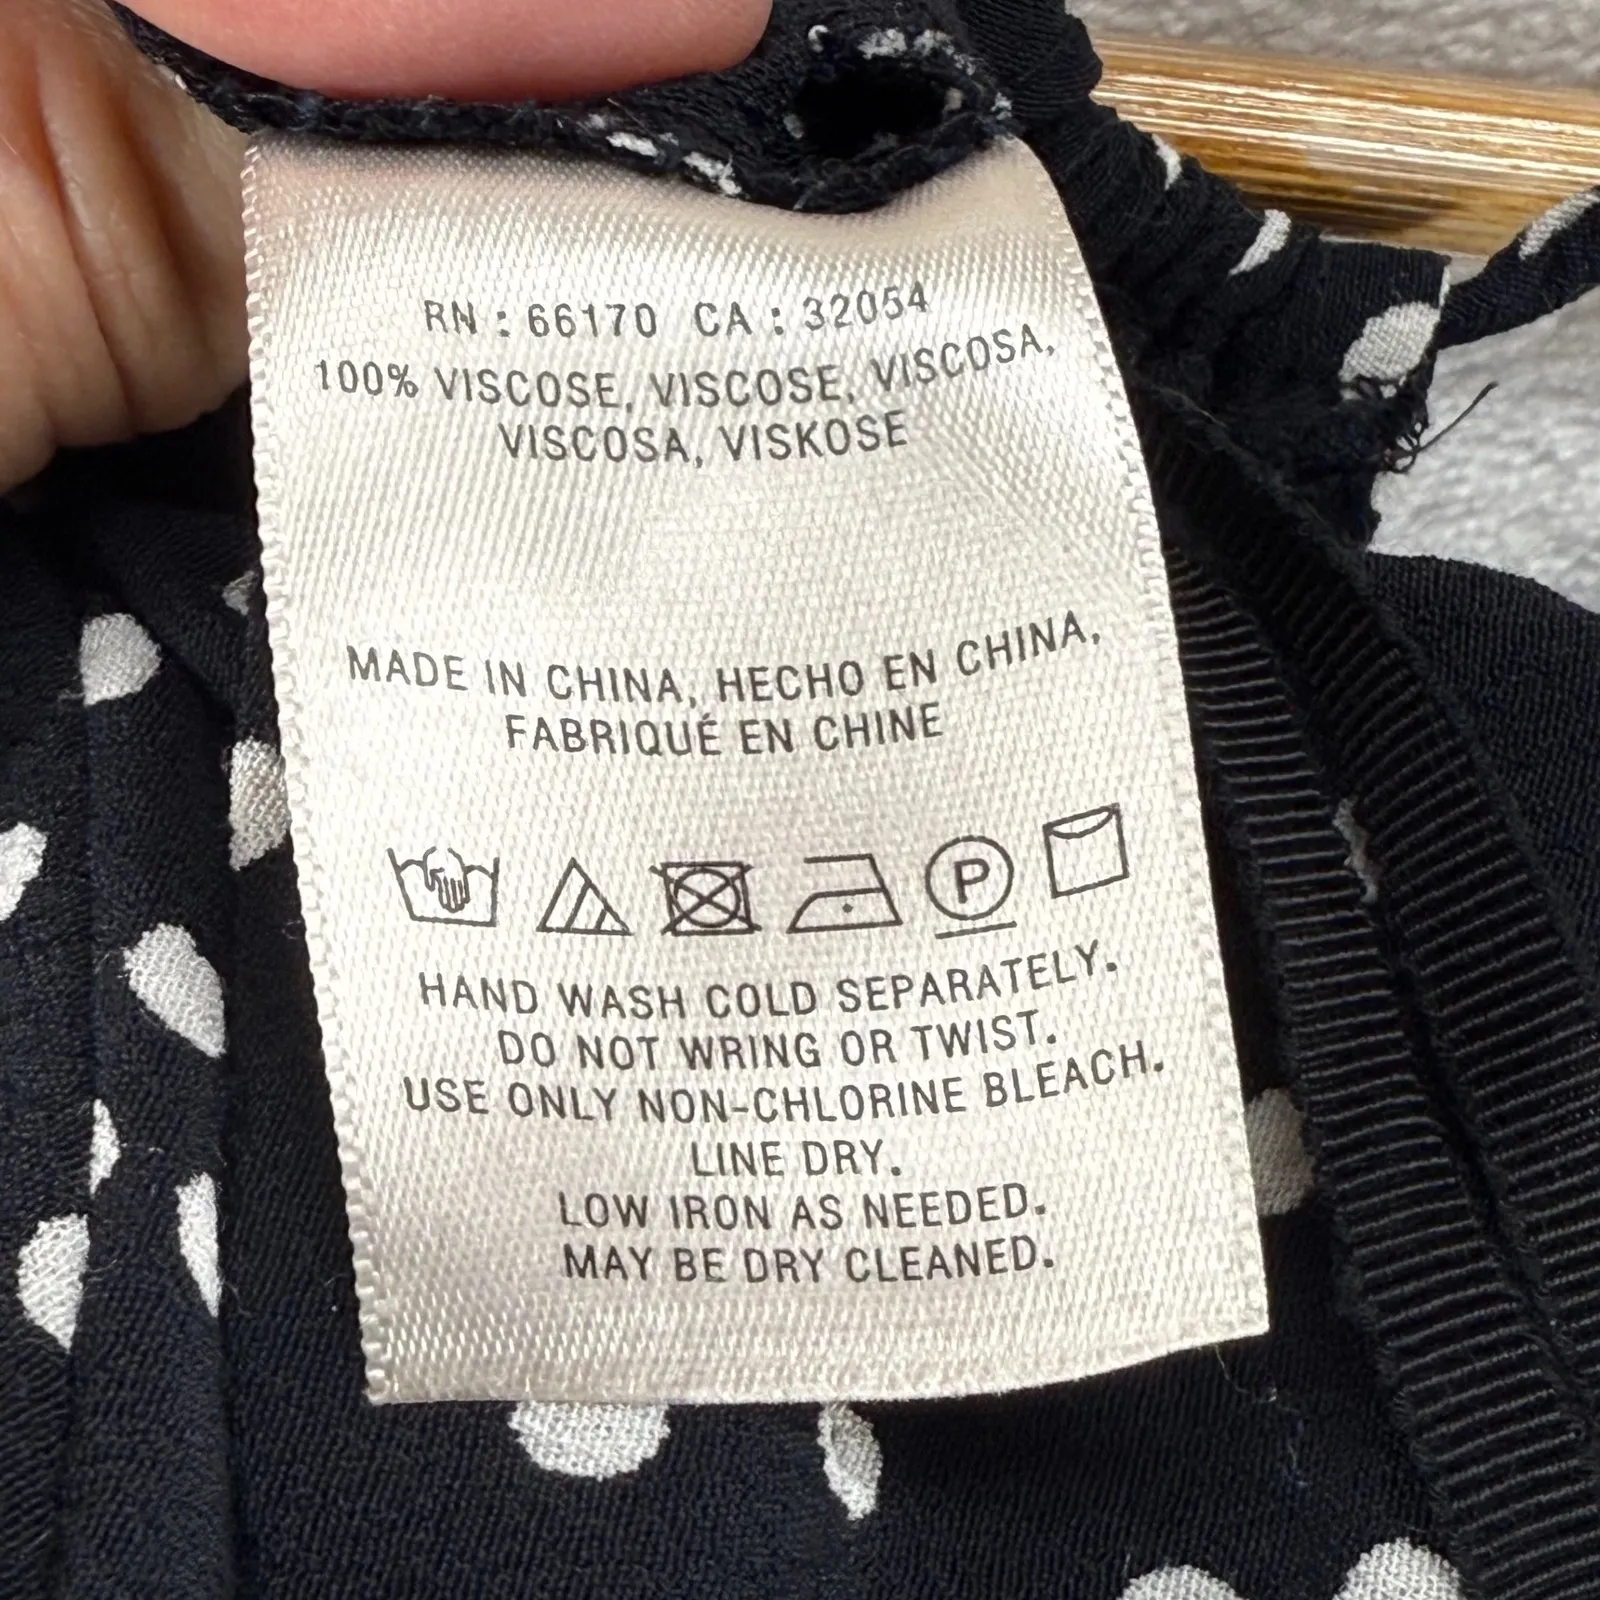 RN : 66170 CA : 32054
100% VISCOSE, VISCOSE, VISCOSA,
VISCOSA, VISKOSE
MADE IN CHINA, HECHO EN CHINA,
FABRIQUÉ EN CHINE
P
HAND WASH COLD SEPARATELY.
DO NOT WRING OR TWIST.
USE ONLY NON-CHLORINE BLEACH.
LINE DRY.
LOW IRON AS NEEDED.
MAY BE DRY CLEANED.